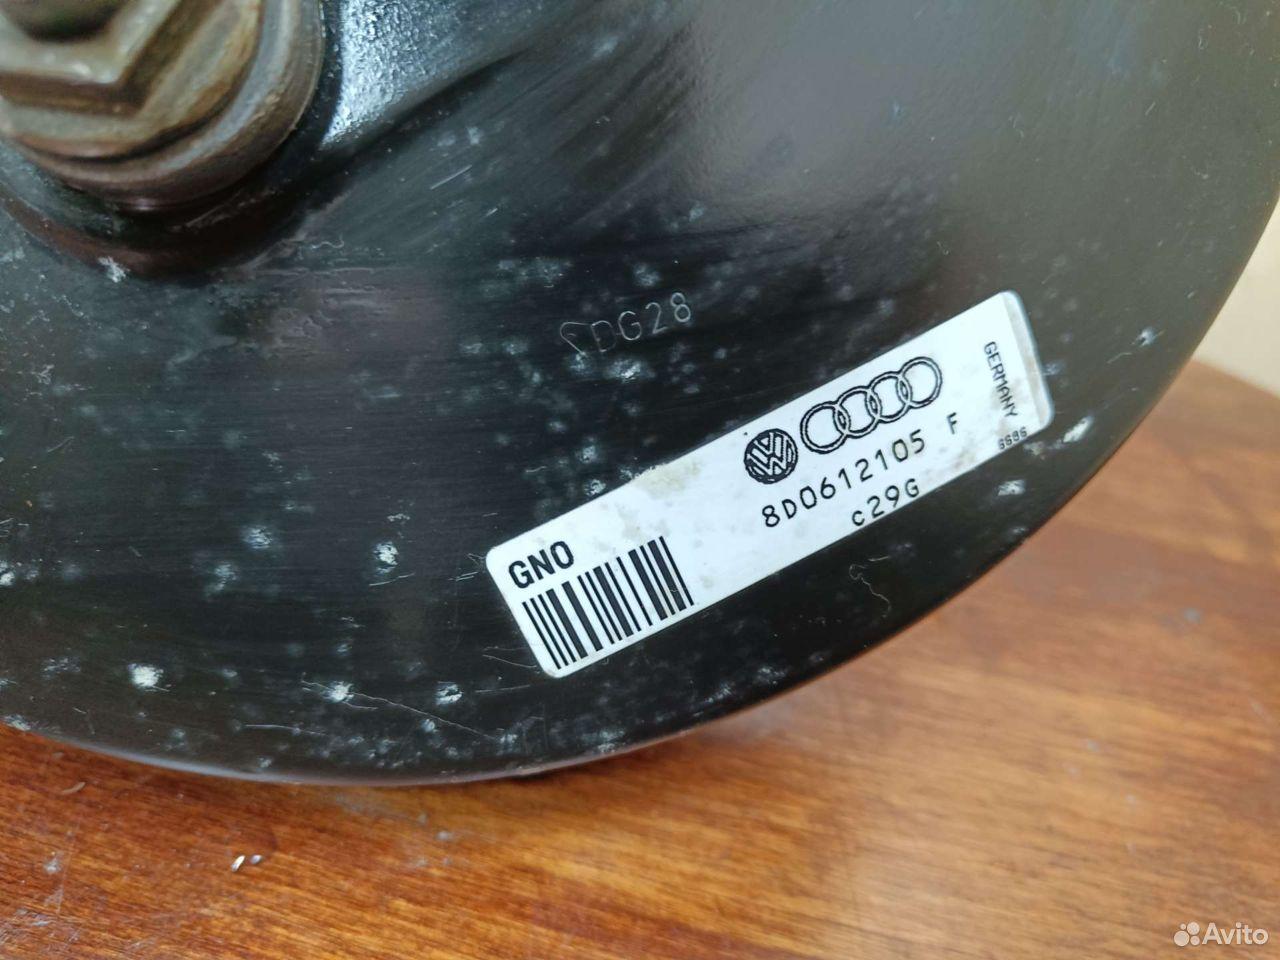 DG28
GERMANY
8D0612105 F
c29G
GNO
Avito